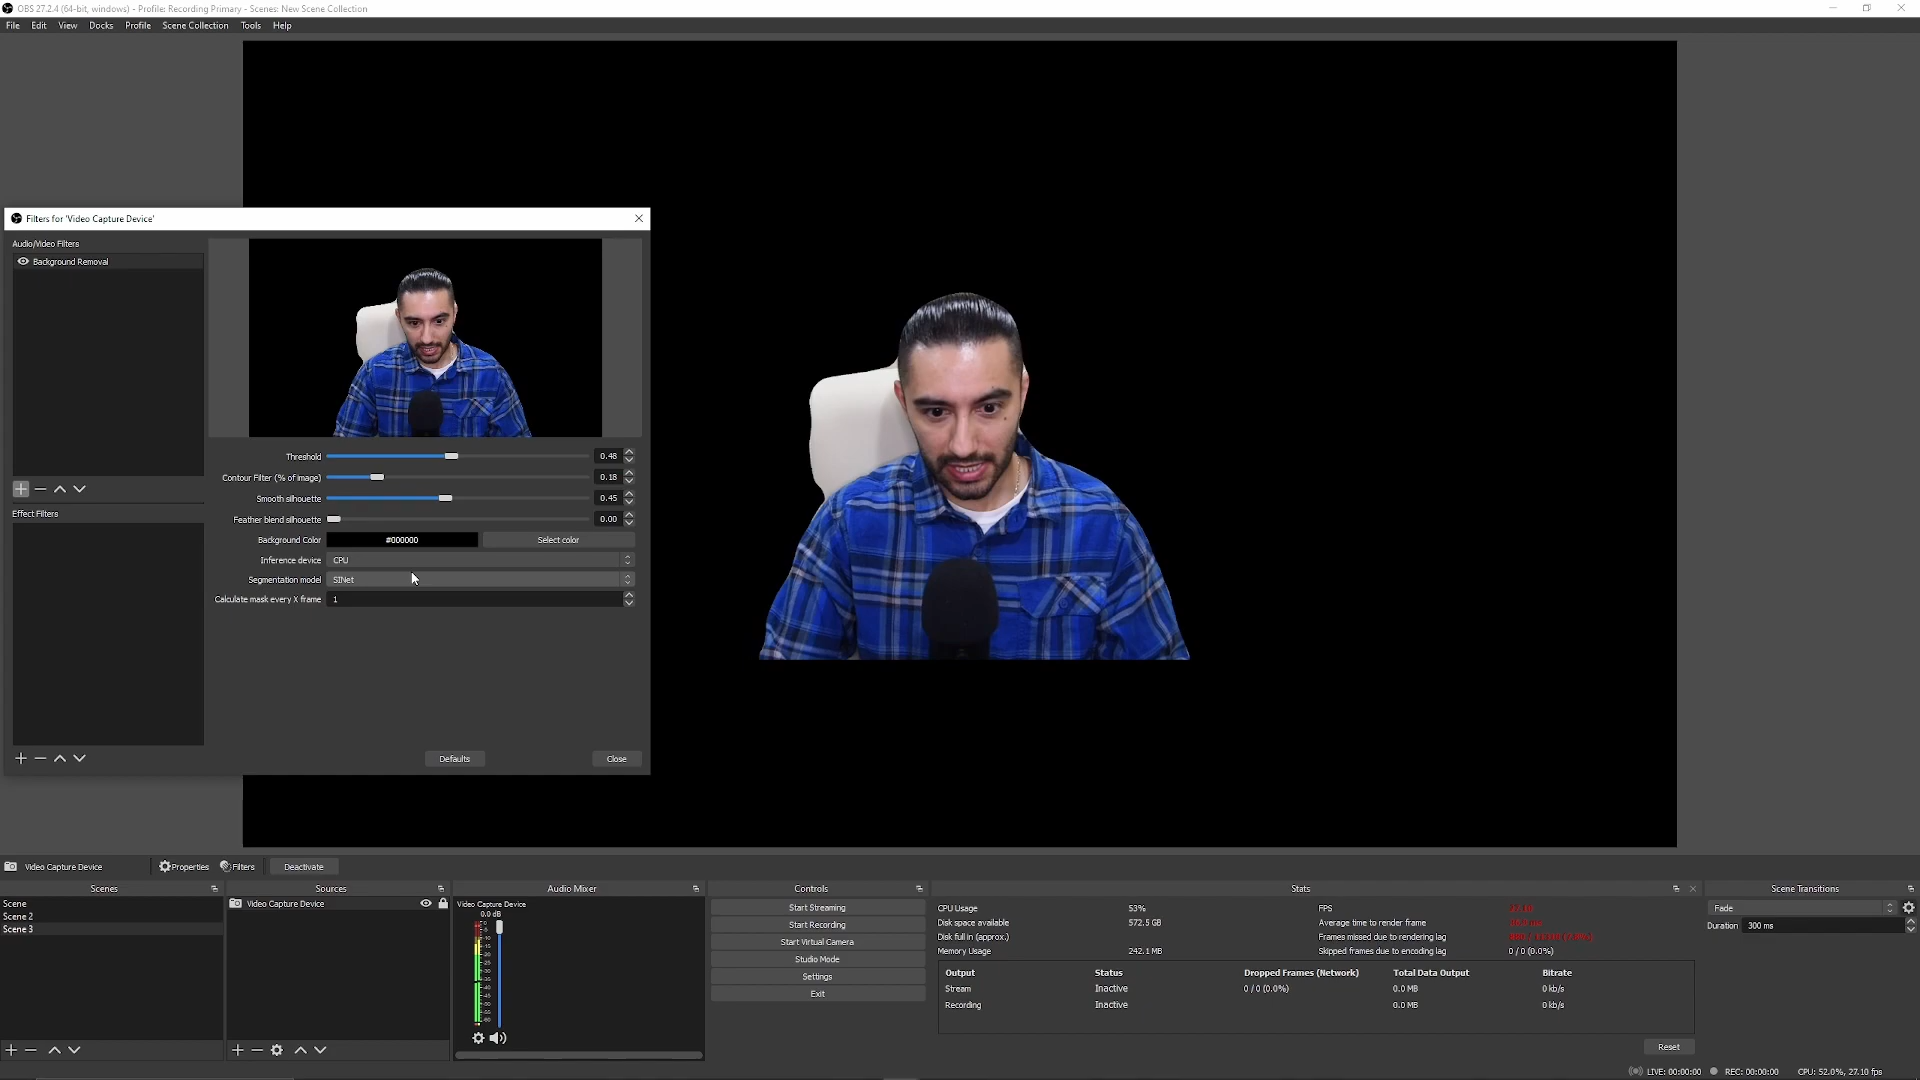 OBS 27.2.4 (64-bit, windows) - Profile: Recording Primary - Scenes: New Scene Collection
File Edit View Docks Profile Scene Collection Tools Help
Filters for 'Video Capture Device'
Audio/Video Filters
Background Removal
Threshold 0.48
Contour Filter (% of image) 0.18
Smooth silhouette 0.45
Feather blend silhouette 0.00
Effect Filters
Background Color #000000 Select color
Inference device CPU
Segmentation model SINet
Calculate mask every X frame 1
Defaults Close
Video Capture Device Properties Filters Deactivate
Scenes Sources Audio Mixer Controls Stats Scene Transitions
Scene
Scene 2
Scene 3
Video Capture Device
Video Capture Device
0.0 dB
Start Streaming
Start Recording
Start Virtual Camera
Studio Mode
Settings
Exit
CPU Usage 53% FPS
Disk space available 572.5 GB Average time to render frame
Disk full in (approx.) Frames missed due to rendering lag
Memory Usage 242.1 MB Skipped frames due to encoding lag 0 / 0 (0.0%)
Output Status Dropped Frames (Network) Total Data Output Bitrate
Stream Inactive 0 / 0 (0.0%) 0.0 MB 0 kb/s
Recording Inactive 0.0 MB 0 kb/s
Reset
Fade
Duration 300 ms
LIVE: 00:00:00 REC: 00:00:00 CPU: 52.0%, 27.10 fps